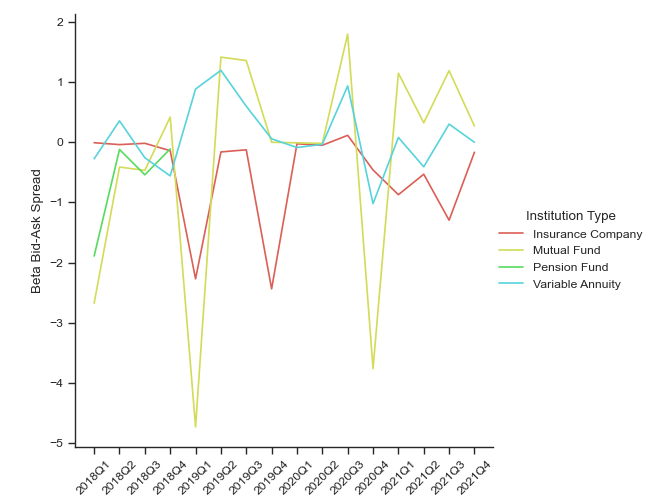 2
1
0
−1
−2
−3
−4
−5
Beta Bid-Ask Spread
2018Q1
2018Q2
2018Q3
2018Q4
2019Q1
2019Q2
2019Q3
2019Q4
2020Q1
2020Q2
2020Q3
2020Q4
2021Q1
2021Q2
2021Q3
2021Q4
Institution Type
Insurance Company
Mutual Fund
Pension Fund
Variable Annuity